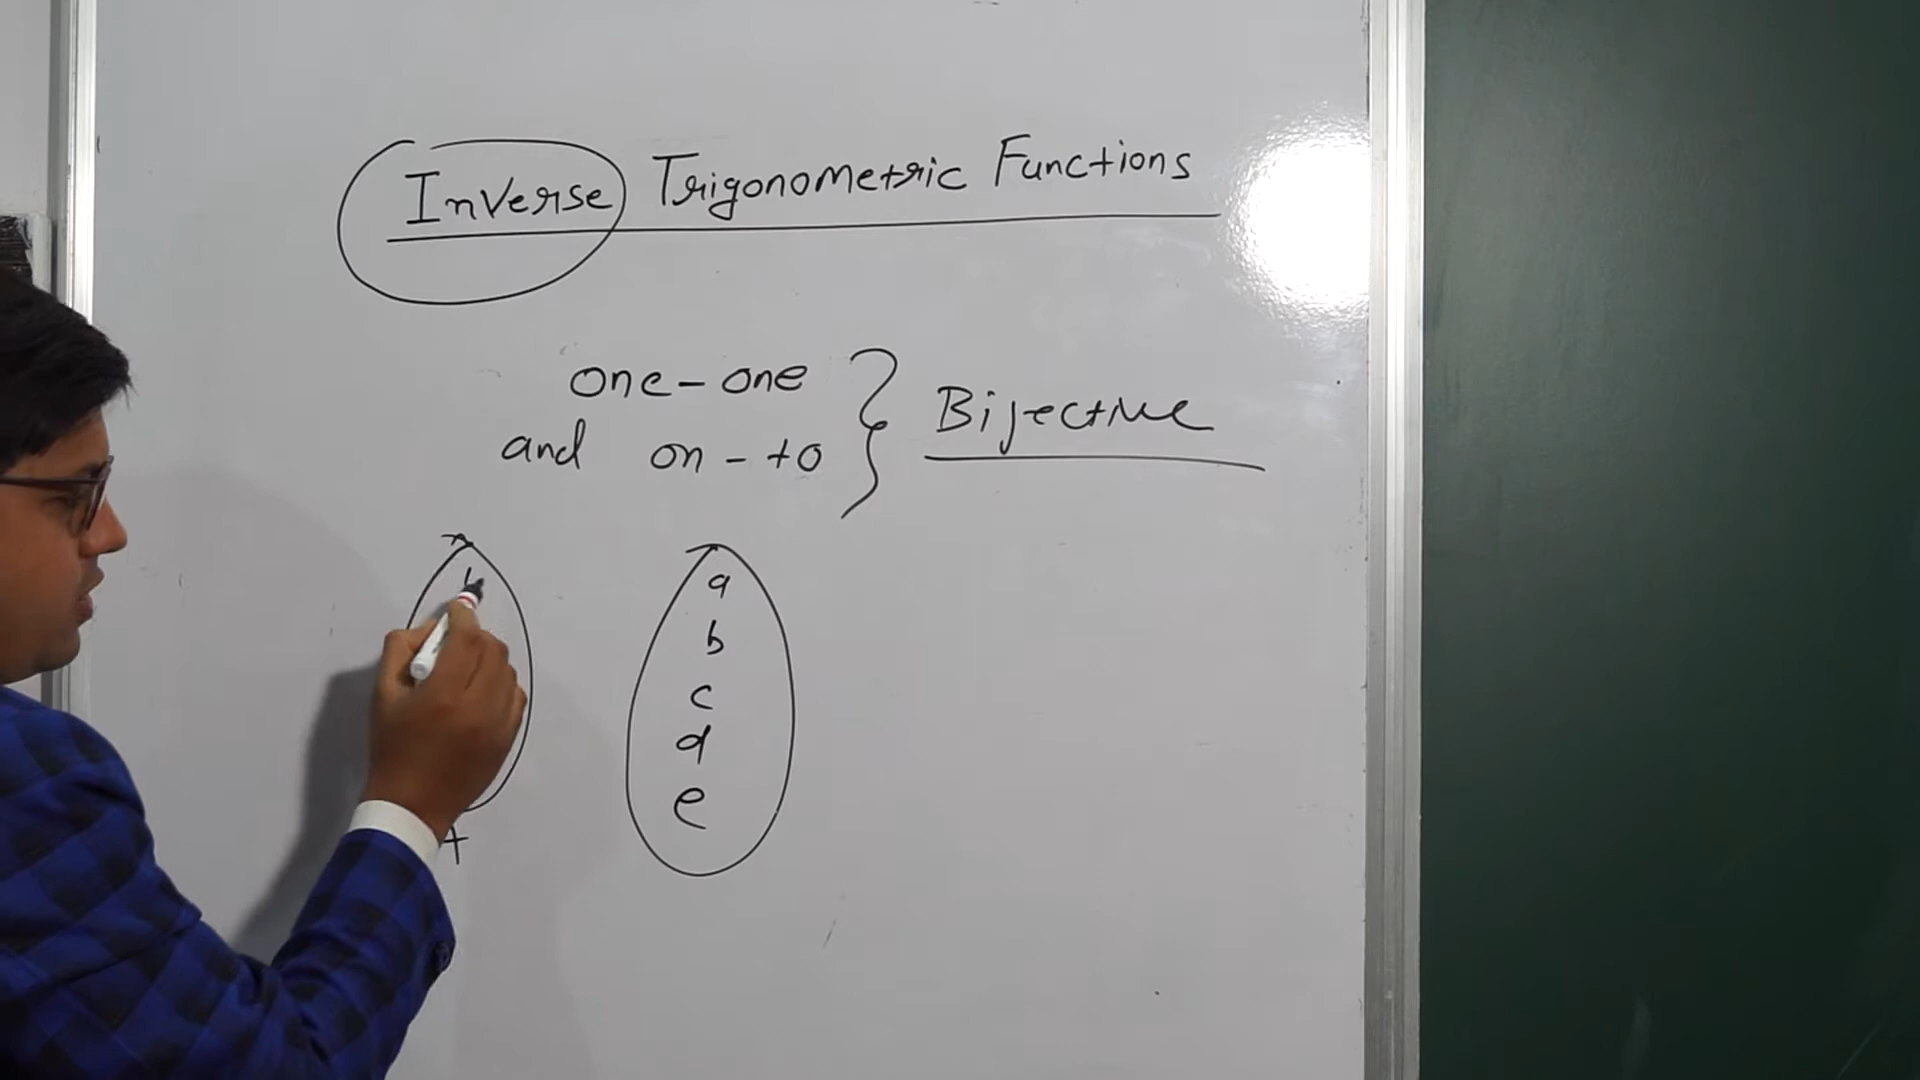 Inverse Trigonometric Functions
one-one
and on-to
Bijective
a
b
c
d
e